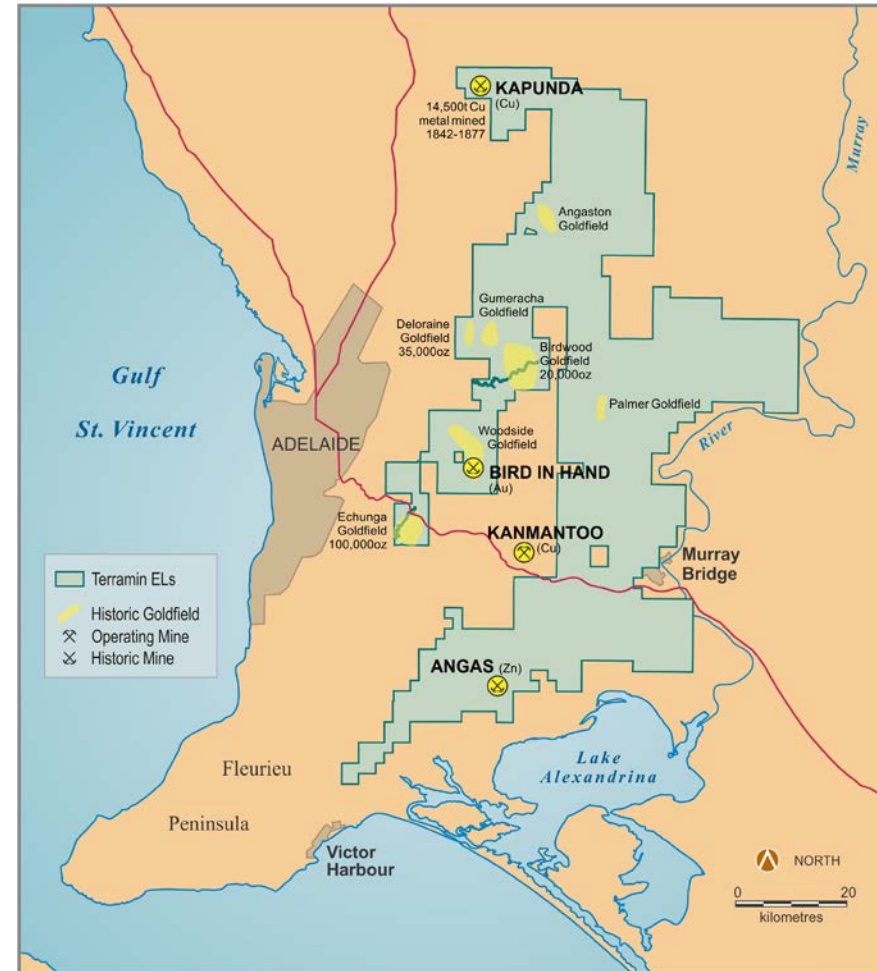 KAPUNDA
(Cu)
14,500t Cu
metal mined
1842-1877
Murray
Angaston
Goldfield
Gumeracha
Goldfield
Deloraine
Goldfield
35,000oz
Birdwood
Goldfield
20,000oz
Gulf
St. Vincent
Palmer Goldfield
River
ADELAIDE
Woodside
Goldfield
BIRD IN HAND
(Au)
Echunga
Goldfield
100,000oz
KANMANTOO
(Cu)
Murray
Bridge
Terramin ELs
Historic Goldfield
Operating Mine
Historic Mine
ANGAS (Zn)
Fleurieu
Peninsula
Lake
Alexandrina
Victor
Harbour
NORTH
0 20
kilometres